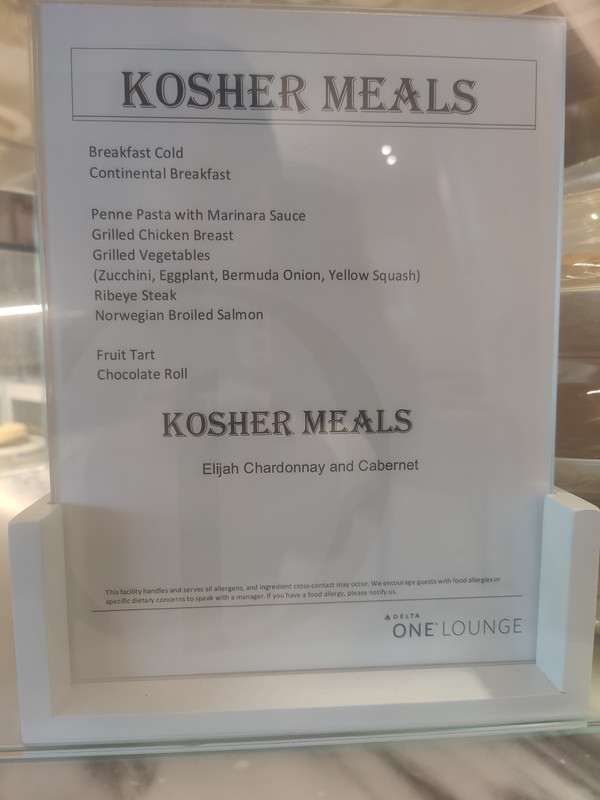 KOSHER MEALS
Breakfast Cold
Continental Breakfast
Penne Pasta with Marinara Sauce
Grilled Chicken Breast
Grilled Vegetables
(Zucchini, Eggplant, Bermuda Onion, Yellow Squash)
Ribeye Steak
Norwegian Broiled Salmon
Fruit Tart
Chocolate Roll
KOSHER MEALS
Elijah Chardonnay and Cabernet
This facility handles and serves all allergens, and ingredient cross-contact may occur. We encourage guests with food allergies or
specific dietary concerns to speak with a manager. If you have a food allergy, please notify us.
DELTA
ONE® LOUNGE